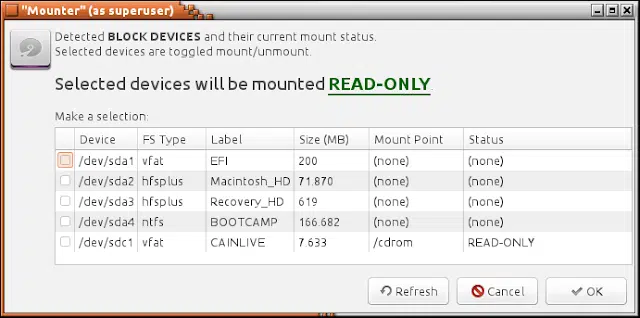 "Mounter" (as superuser)
Detected BLOCK DEVICES and their current mount status.
Selected devices are toggled mount/unmount.
Selected devices will be mounted READ-ONLY
Make a selection:
Device FS Type Label Size (MB) Mount Point Status
/dev/sda1 vfat EFI 200 (none) (none)
/dev/sda2 hfsplus Macintosh_HD 71.870 (none) (none)
/dev/sda3 hfsplus Recovery_HD 619 (none) (none)
/dev/sda4 ntfs BOOTCAMP 166.682 (none) (none)
/dev/sdc1 vfat CAINLIVE 7.633 /cdrom READ-ONLY
Refresh Cancel OK